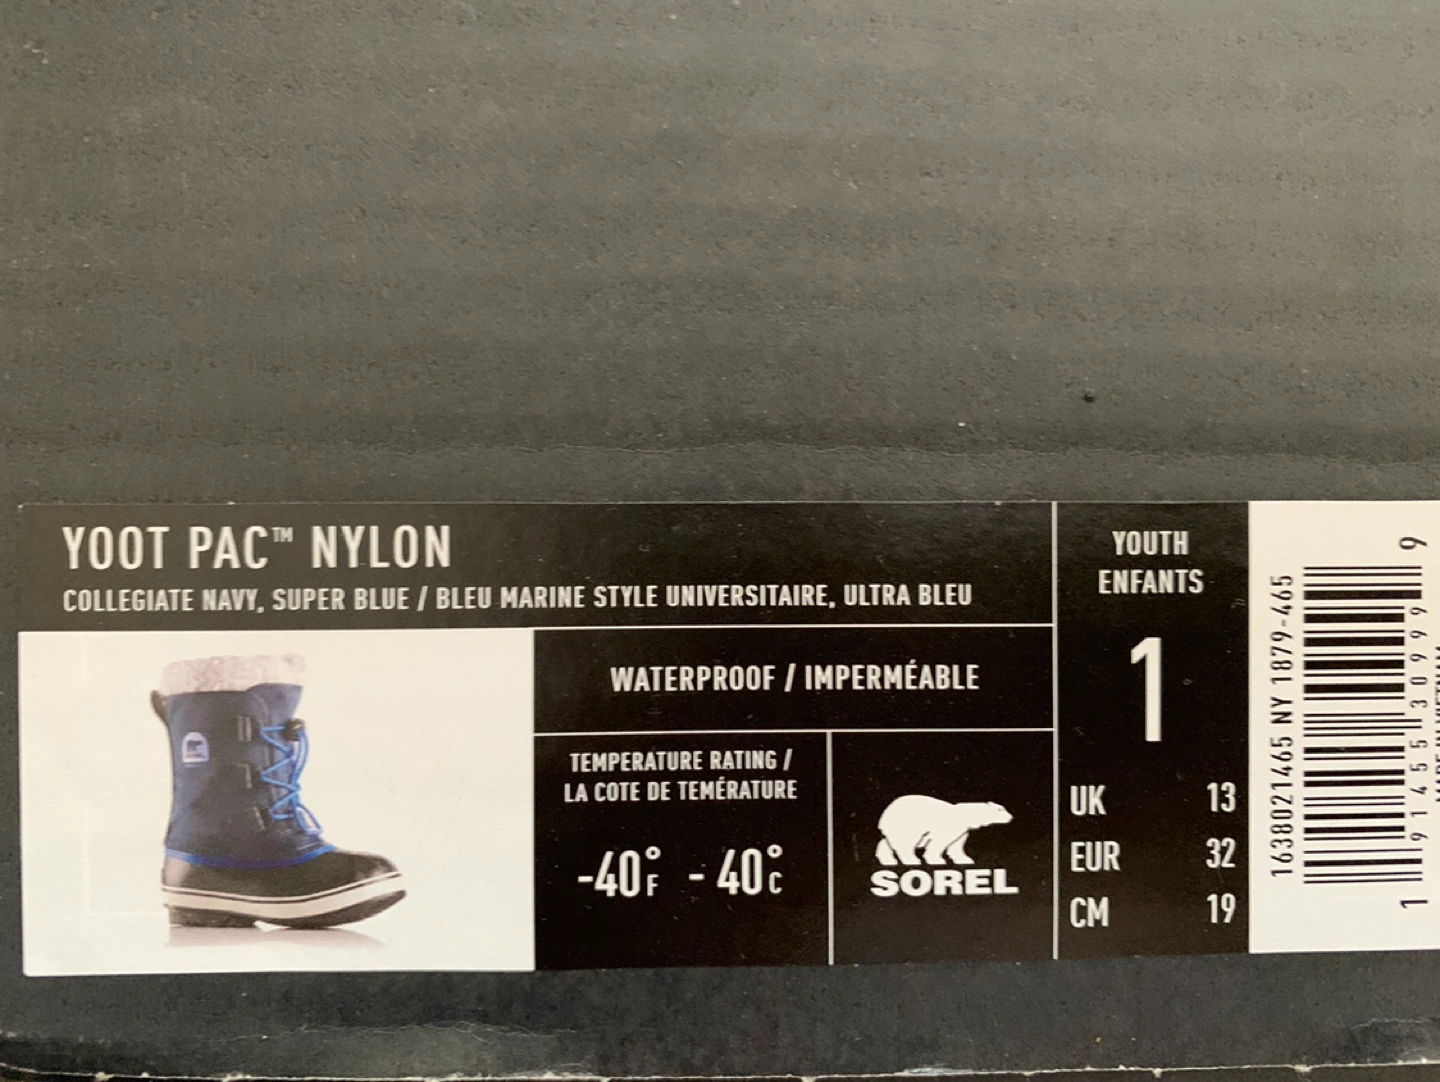 YOOT PAC™ NYLON
COLLEGIATE NAVY, SUPER BLUE / BLEU MARINE STYLE UNIVERSITAIRE, ULTRA BLEU
WATERPROOF / IMPERMÉABLE
TEMPERATURE RATING /
LA COTE DE TEMÉRATURE
-40°F - 40°C
SOREL
YOUTH
ENFANTS
1
UK 13
EUR 32
CM 19
1638021465 NY 1879-465
1 91455 30999 9